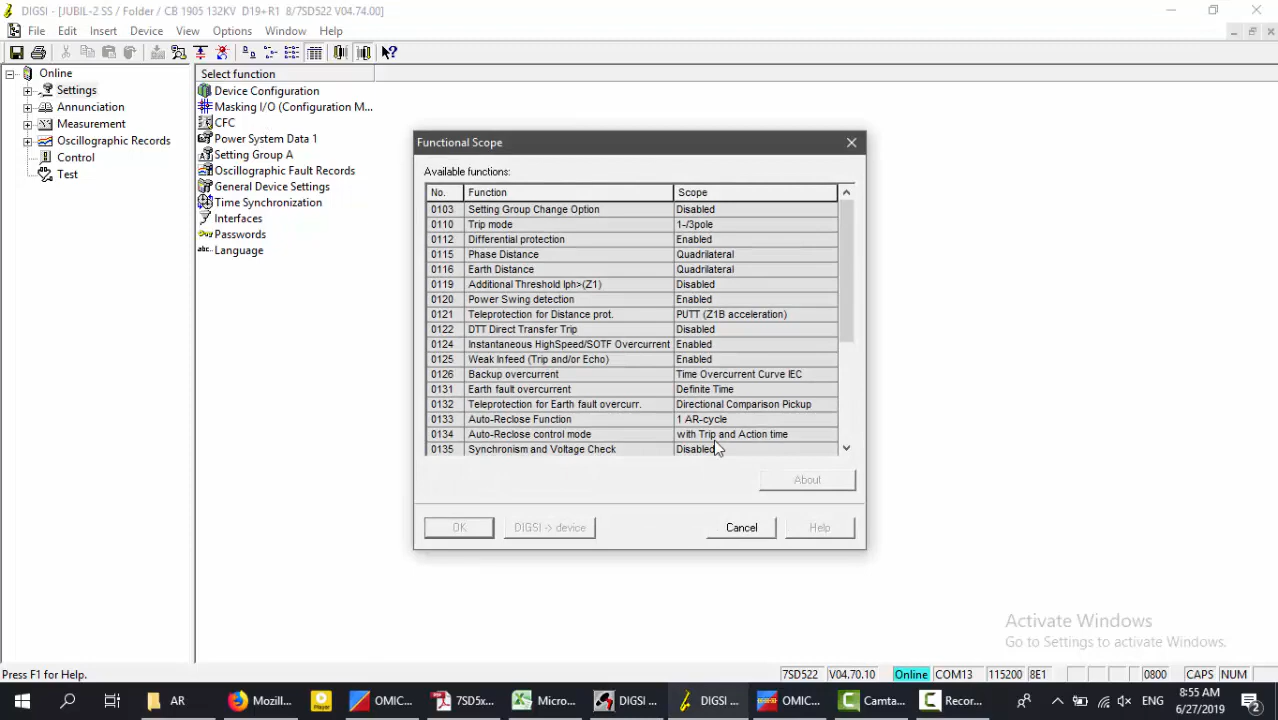 DIGSI - [JUBIL-2 SS / Folder / CB 1905 132KV D19+R1 8/7SD522 V04.74.00]
File Edit Insert Device View Options Window Help
Online
Settings
Annunciation
Measurement
Oscillographic Records
Control
Test
Select function
Device Configuration
Masking I/O (Configuration M...
CFC
Power System Data 1
Setting Group A
Oscillographic Fault Records
General Device Settings
Time Synchronization
Interfaces
Passwords
Language
Functional Scope
Available functions:
No. Function Scope
0103 Setting Group Change Option Disabled
0110 Trip mode 1-/3pole
0112 Differential protection Enabled
0115 Phase Distance Quadrilateral
0116 Earth Distance Quadrilateral
0119 Additional Threshold Iph>(Z1) Disabled
0120 Power Swing detection Enabled
0121 Teleprotection for Distance prot. PUTT (Z1B acceleration)
0122 DTT Direct Transfer Trip Disabled
0124 Instantaneous HighSpeed/SOTF Overcurrent Enabled
0125 Weak Infeed (Trip and/or Echo) Enabled
0126 Backup overcurrent Time Overcurrent Curve IEC
0131 Earth fault overcurrent Definite Time
0132 Teleprotection for Earth fault overcurr. Directional Comparison Pickup
0133 Auto-Reclose Function 1 AR-cycle
0134 Auto-Reclose control mode with Trip and Action time
0135 Synchronism and Voltage Check Disabled
About
OK DIGSI -> device Cancel Help
Activate Windows
Go to Settings to activate Windows.
Press F1 for Help.
7SD522 V04.70.10 Online COM13 115200 8E1 0800 CAPS NUM
AR Mozill... Player OMIC... 7SD5x... Micro... DIGSI ... DIGSI ... OMIC... Camta... Recor... ENG 8:55 AM
6/27/2019 2